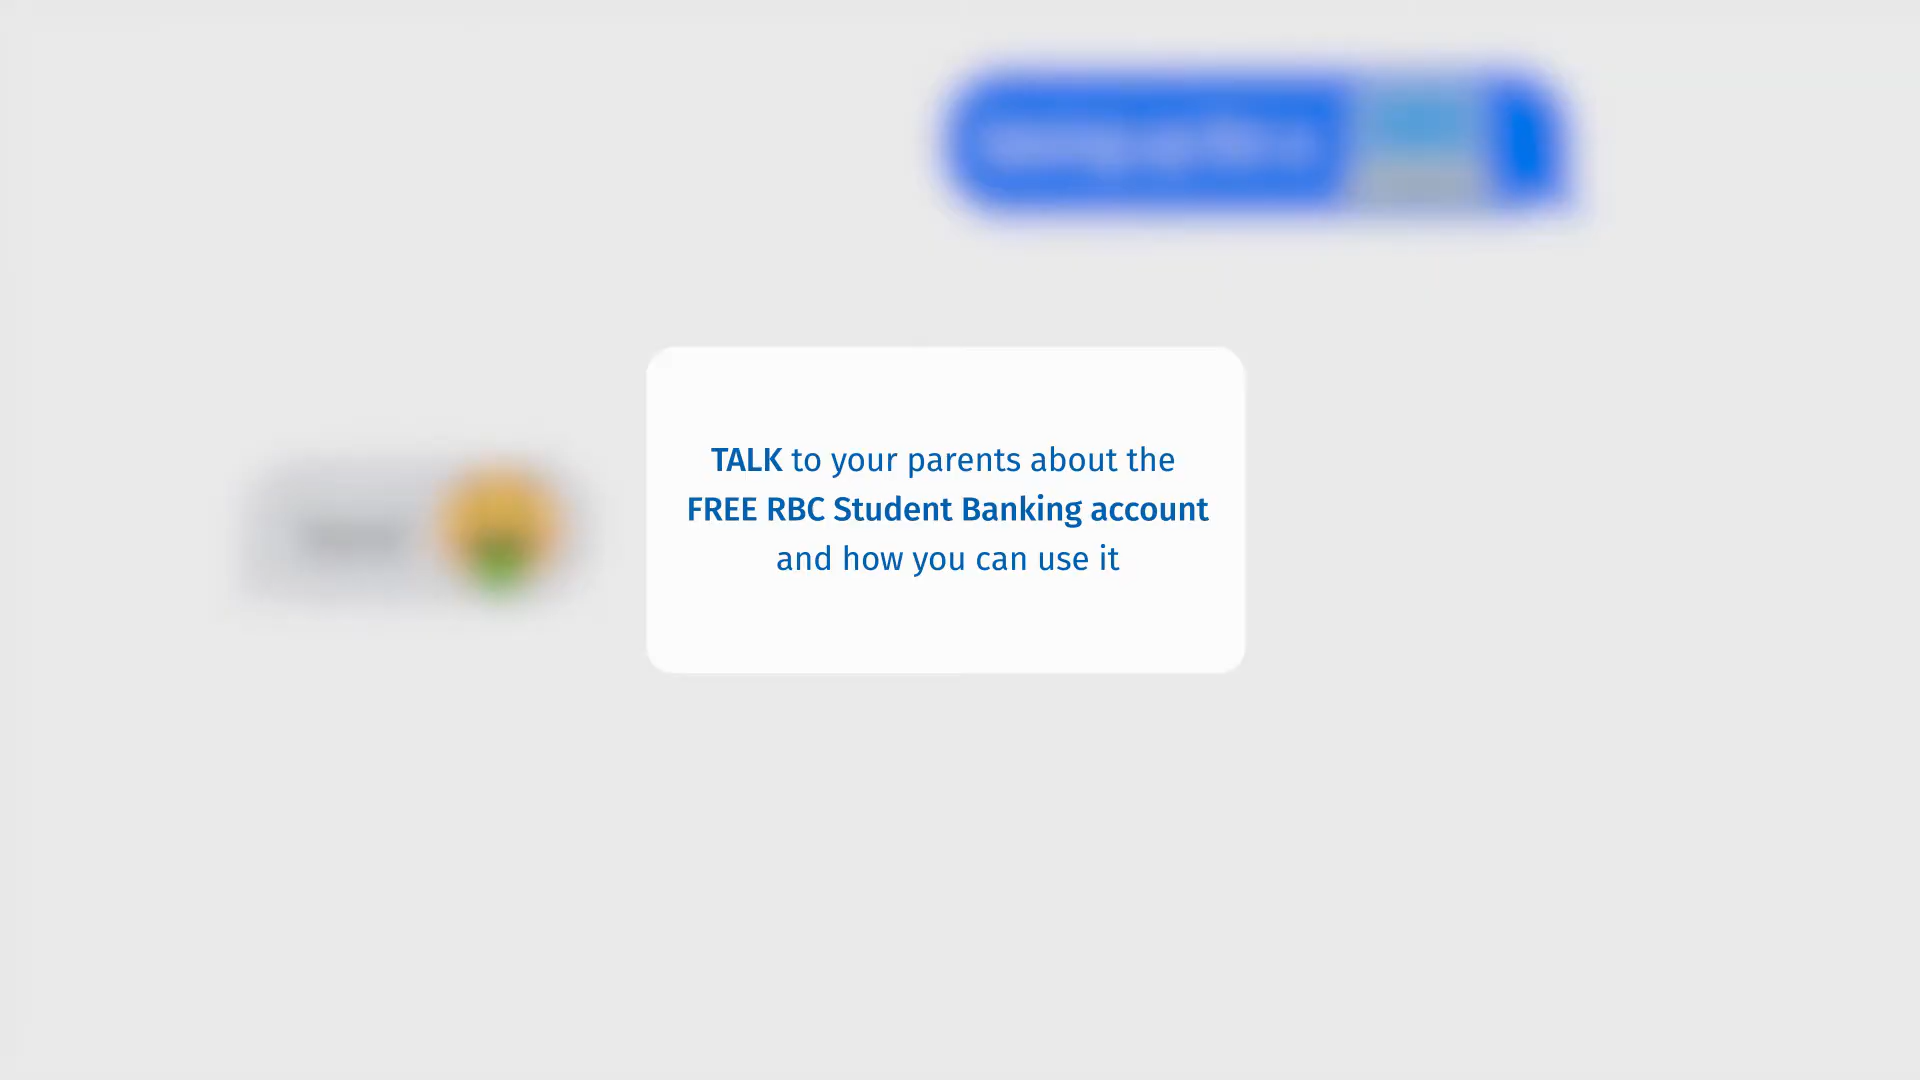 TALK to your parents about the
FREE RBC Student Banking account
and how you can use it